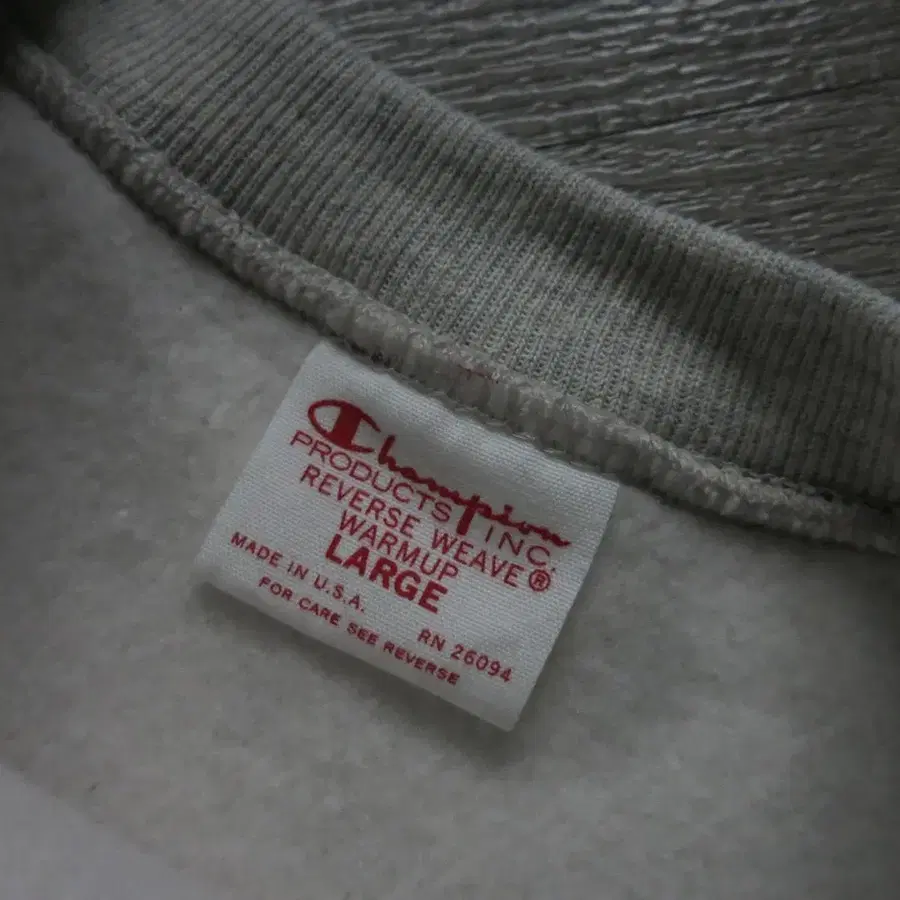 Champion
PRODUCTS INC.
REVERSE WEAVE®
WARMUP
LARGE
MADE IN U.S.A.
RN 26094
FOR CARE SEE REVERSE